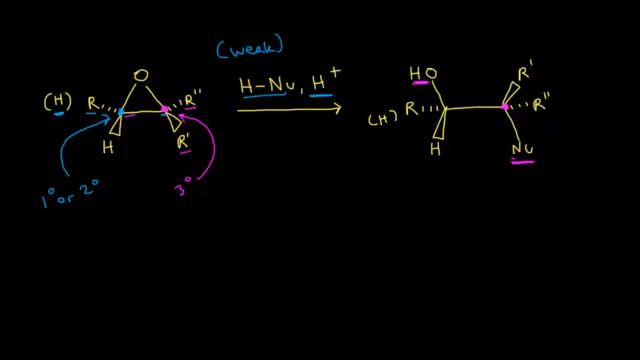 (weak)
H-Nu, H⁺
O
(H) R R''
H R'
1° or 2°
3°
HO R'
(H) R R''
H Nu